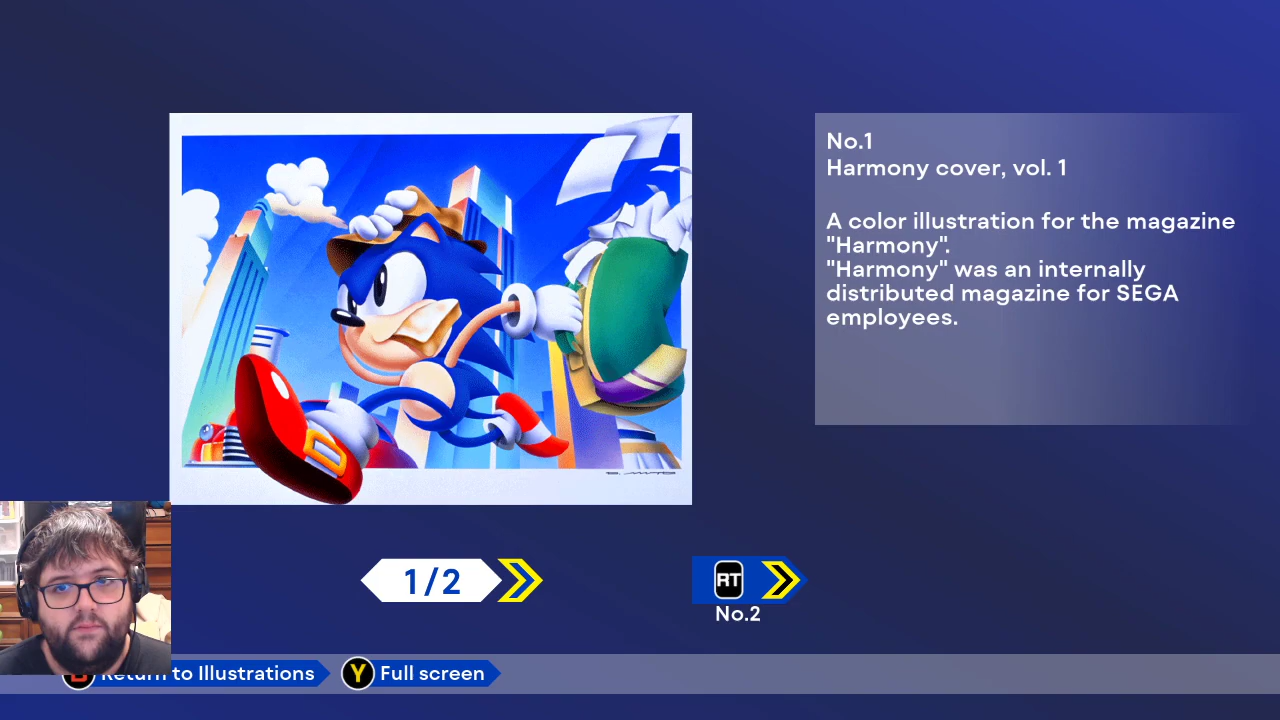 No.1
Harmony cover, vol. 1
A color illustration for the magazine
"Harmony".
"Harmony" was an internally
distributed magazine for SEGA
employees.
1/2
RT
No.2
Return to Illustrations
Y Full screen